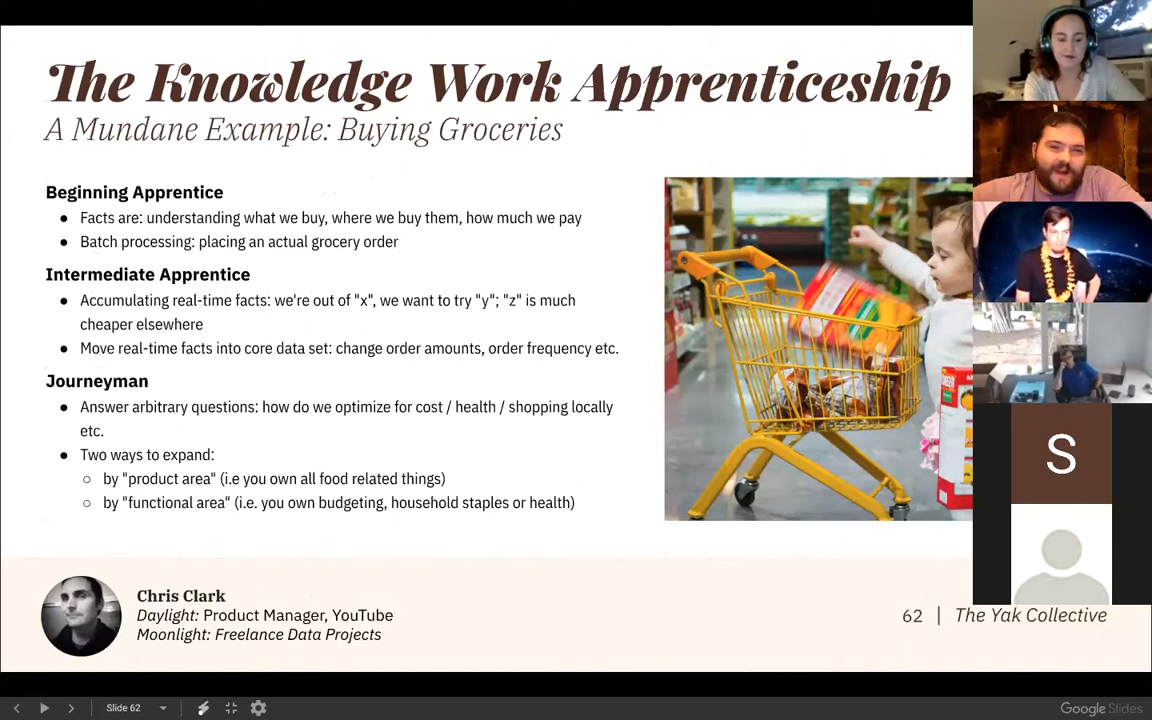 The Knowledge Work Apprenticeship
A Mundane Example: Buying Groceries
Beginning Apprentice
● Facts are: understanding what we buy, where we buy them, how much we pay
● Batch processing: placing an actual grocery order
Intermediate Apprentice
● Accumulating real-time facts: we're out of "x", we want to try "y"; "z" is much
cheaper elsewhere
● Move real-time facts into core data set: change order amounts, order frequency etc.
Journeyman
● Answer arbitrary questions: how do we optimize for cost / health / shopping locally
etc.
● Two ways to expand:
○ by "product area" (i.e you own all food related things)
○ by "functional area" (i.e. you own budgeting, household staples or health)
Chris Clark
Daylight: Product Manager, YouTube
Moonlight: Freelance Data Projects
62 | The Yak Collective
S
Slide 62
Google Slides